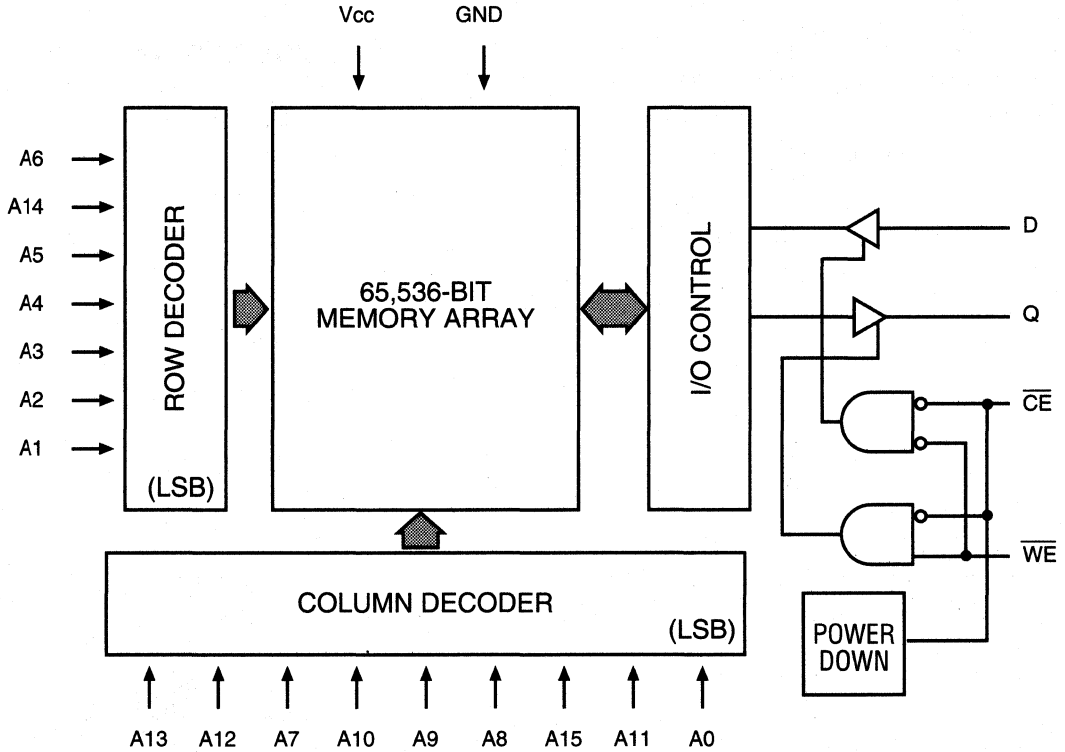 Vcc GND
A6
A14
A5
A4
A3
A2
A1
ROW DECODER
(LSB)
65,536-BIT
MEMORY ARRAY
I/O CONTROL
D
Q
CE
WE
POWER
DOWN
COLUMN DECODER
(LSB)
A13 A12 A7 A10 A9 A8 A15 A11 A0